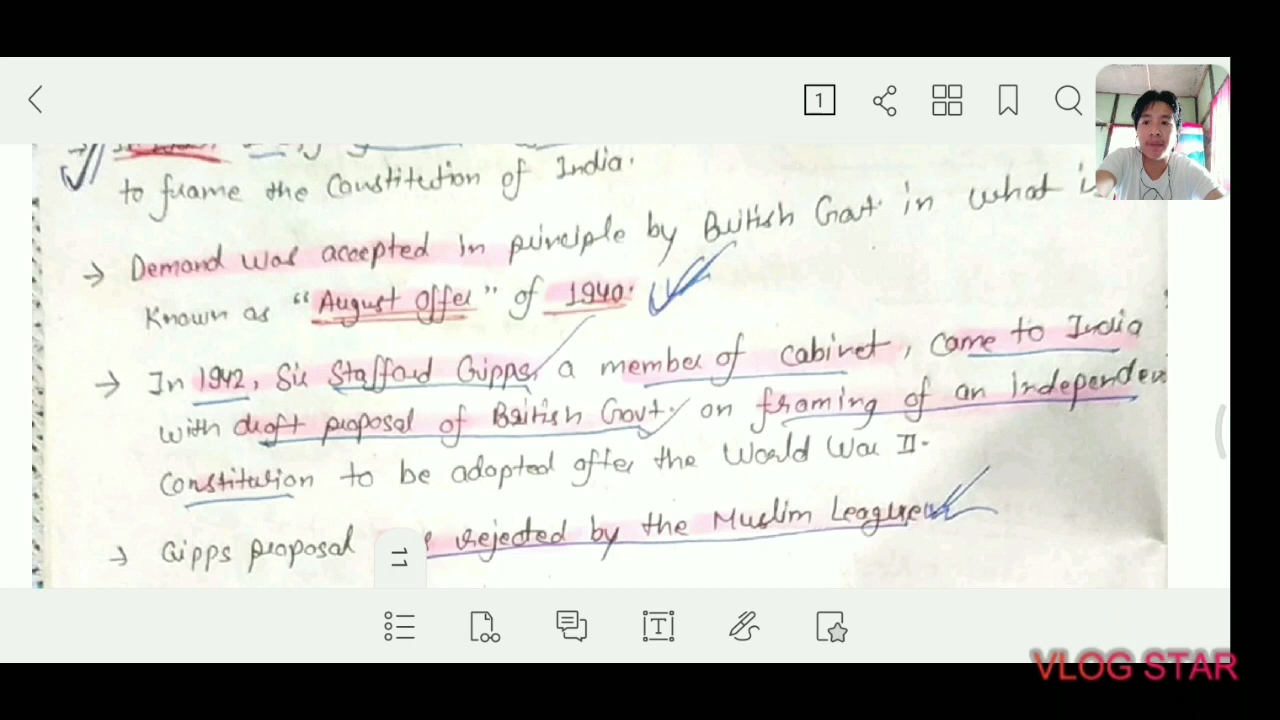 1
to frame the Constitution of India.
→ Demand was accepted in principle by British Govt. in what i
Known as "August Offer" of 1940.
→ In 1942, Sir Stafford Cripps, a member of cabinet, came to India
with draft proposal of British Govt. on framing of an independen
Constitution to be adopted after the World War II.
→ Cripps proposal rejected by the Muslim League
11
T
VLOG STAR